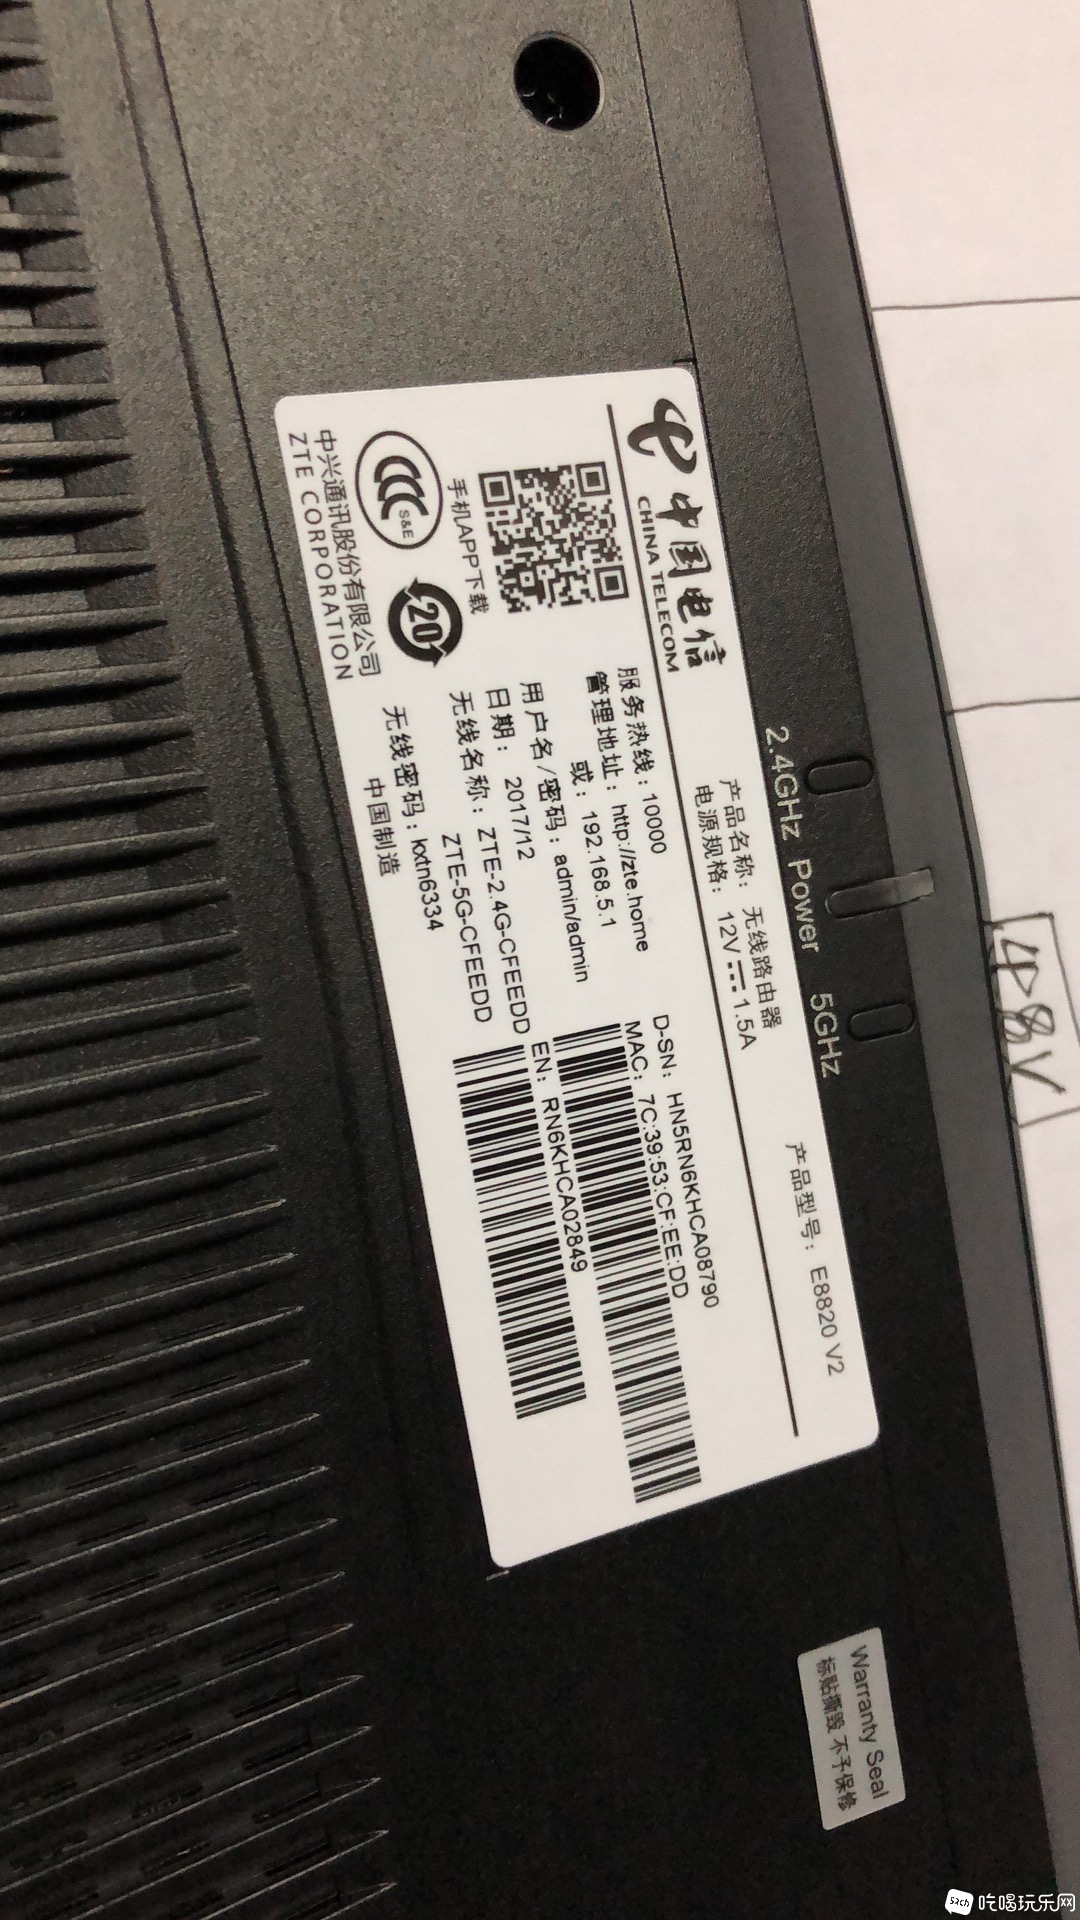 中国电信
CHINA TELECOM
产品名称：无线路由器
产品型号：E8820 V2
电源规格：12V⎓1.5A
服务热线：10000
管理地址：http://zte.home
或：192.168.5.1
用户名/密码：admin/admin
日期：2017/12
无线名称：ZTE-2.4G-CFEEDD
ZTE-5G-CFEEDD
无线密码：kxtn6334
中国制造
D-SN：HN5RN6KHCA08790
MAC：7C:39:53:CF:EE:DD
EN：RN6KHCA02849
手机APP下载
S&E
20
中兴通讯股份有限公司
ZTE CORPORATION
2.4GHz Power 5GHz
48V
Warranty Seal
标贴撕毁 不予保修
吃喝玩乐网